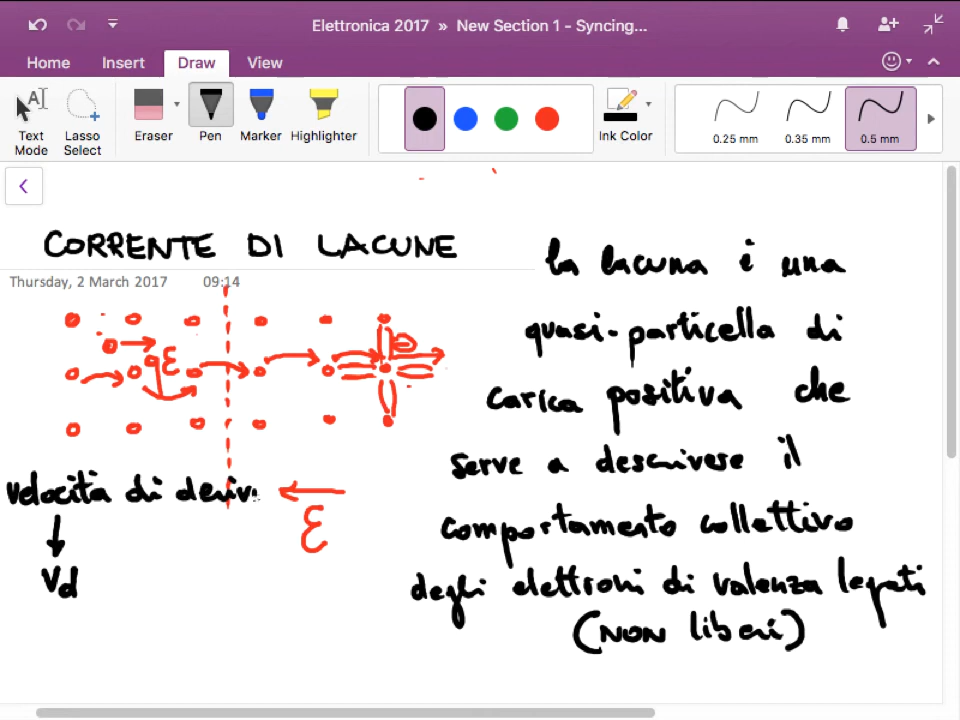 Elettronica 2017 » New Section 1 - Syncing...
Home Insert Draw View
Text Mode
Lasso Select
Eraser
Pen
Marker
Highlighter
Ink Color
0.25 mm
0.35 mm
0.5 mm
CORRENTE DI LACUNE
Thursday, 2 March 2017 09:14
la lacuna è una
quasi-particella di
carica positiva che
serve a descrivere il
comportamento collettivo
degli elettroni di valenza legati
(NON liberi)
ε
velocita di deriv
ε
↓
Vd